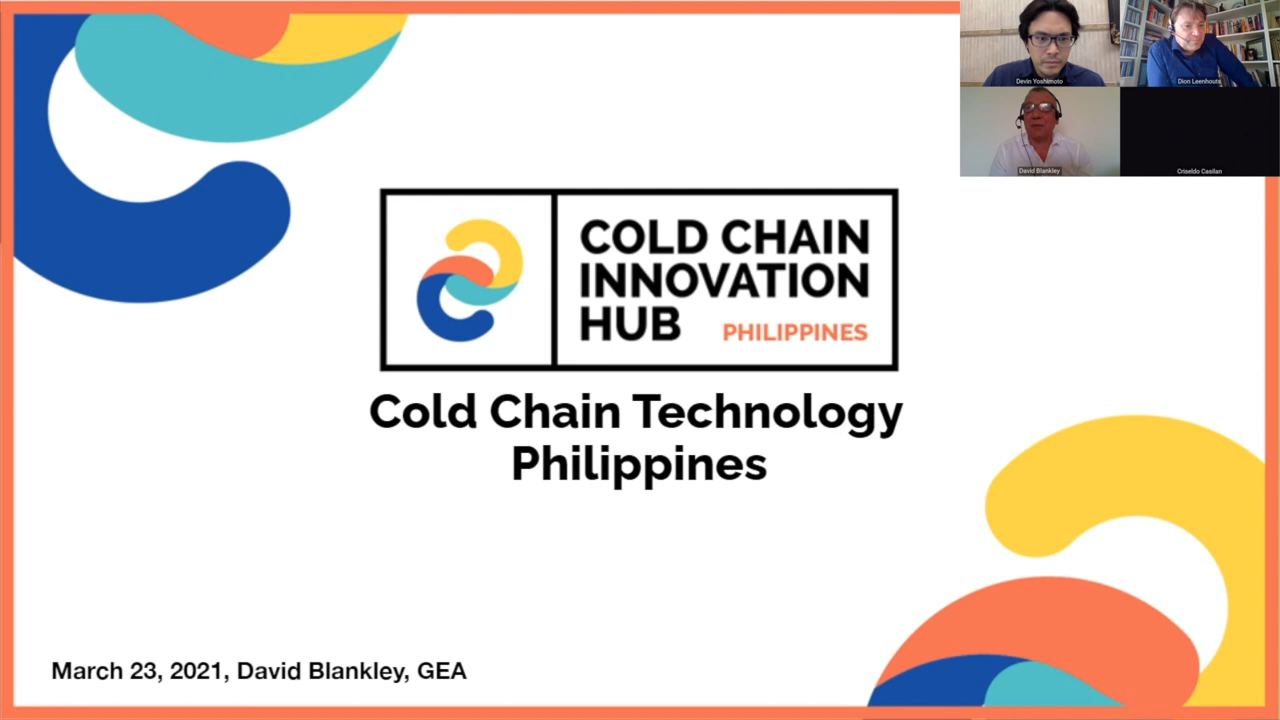 Devin Yoshimoto
Dion Leenhouts
David Blankley
Criseldo Casilan
COLD CHAIN
INNOVATION
HUB PHILIPPINES
Cold Chain Technology
Philippines
March 23, 2021, David Blankley, GEA